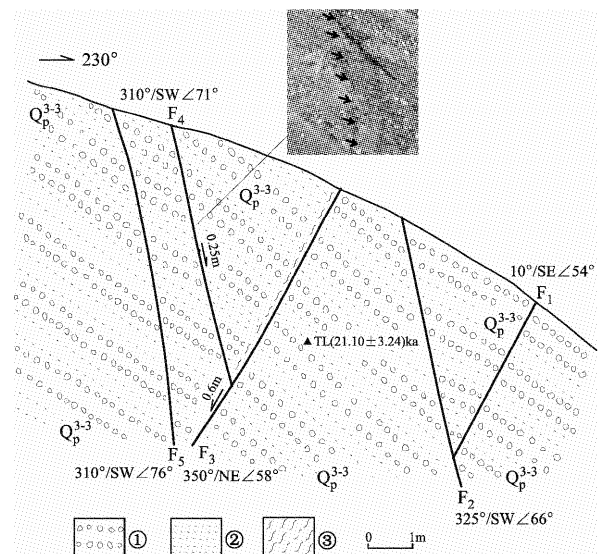 230°
310°/SW∠71°
F₄
Qₚ³⁻³
Qₚ³⁻³
0.25m
10°/SE∠54°
F₁
Qₚ³⁻³
▲TL(21.10±3.24)ka
0.6m
Qₚ³⁻³
F₅
F₃
Qₚ³⁻³
Qₚ³⁻³
310°/SW∠76°
350°/NE∠58°
F₂
325°/SW∠66°
① ② ③ 0 1m